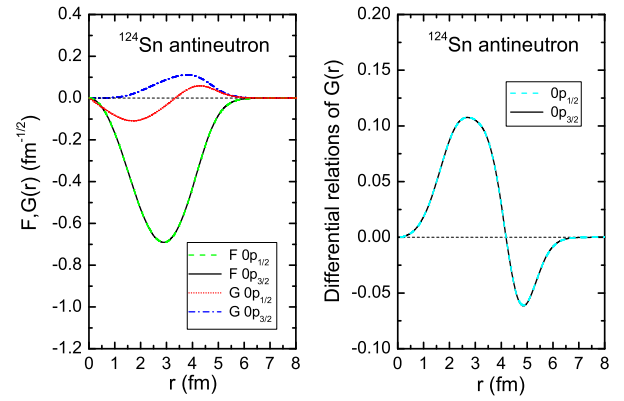 ¹²⁴Sn antineutron
F,G(r) (fm⁻¹/²)
0.4
0.2
0.0
-0.2
-0.4
-0.6
-0.8
-1.0
-1.2
F 0p₁/₂
F 0p₃/₂
G 0p₁/₂
G 0p₃/₂
0 1 2 3 4 5 6 7 8
r (fm)
¹²⁴Sn antineutron
Differential relations of G(r)
0.20
0.15
0.10
0.05
0.00
-0.05
-0.10
0p₁/₂
0p₃/₂
0 1 2 3 4 5 6 7 8
r (fm)